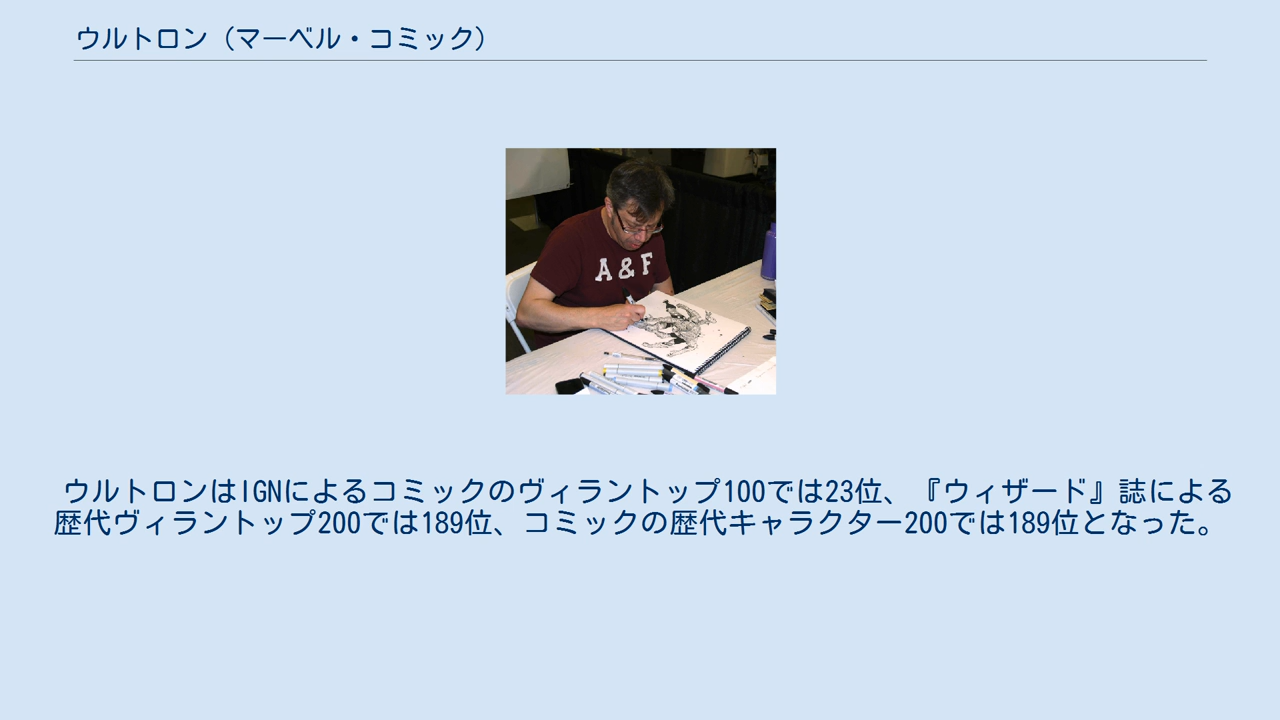 ウルトロン（マーベル・コミック）
A & F
ウルトロンはIGNによるコミックのヴィラントップ100では23位、『ウィザード』誌による
歴代ヴィラントップ200では189位、コミックの歴代キャラクター200では189位となった。